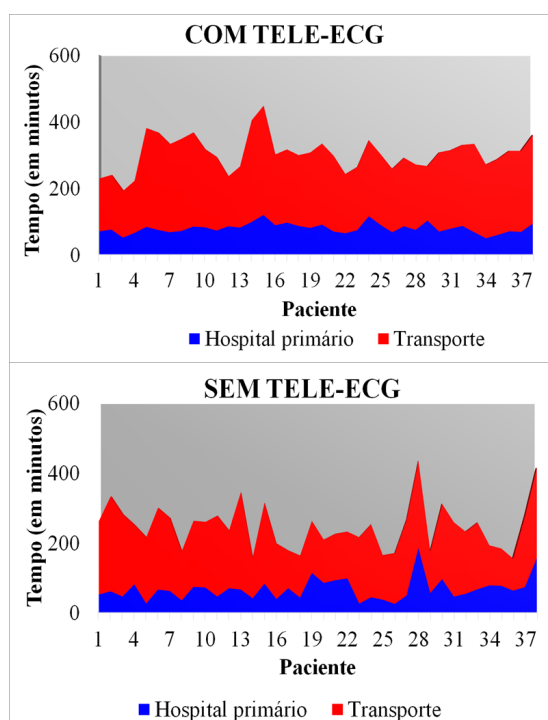 COM TELE-ECG
Tempo (em minutos)
600
400
200
0
1 4 7 10 13 16 19 22 25 28 31 34 37
Paciente
Hospital primário Transporte
SEM TELE-ECG
Tempo (em minutos)
600
400
200
0
1 4 7 10 13 16 19 22 25 28 31 34 37
Paciente
Hospital primário Transporte